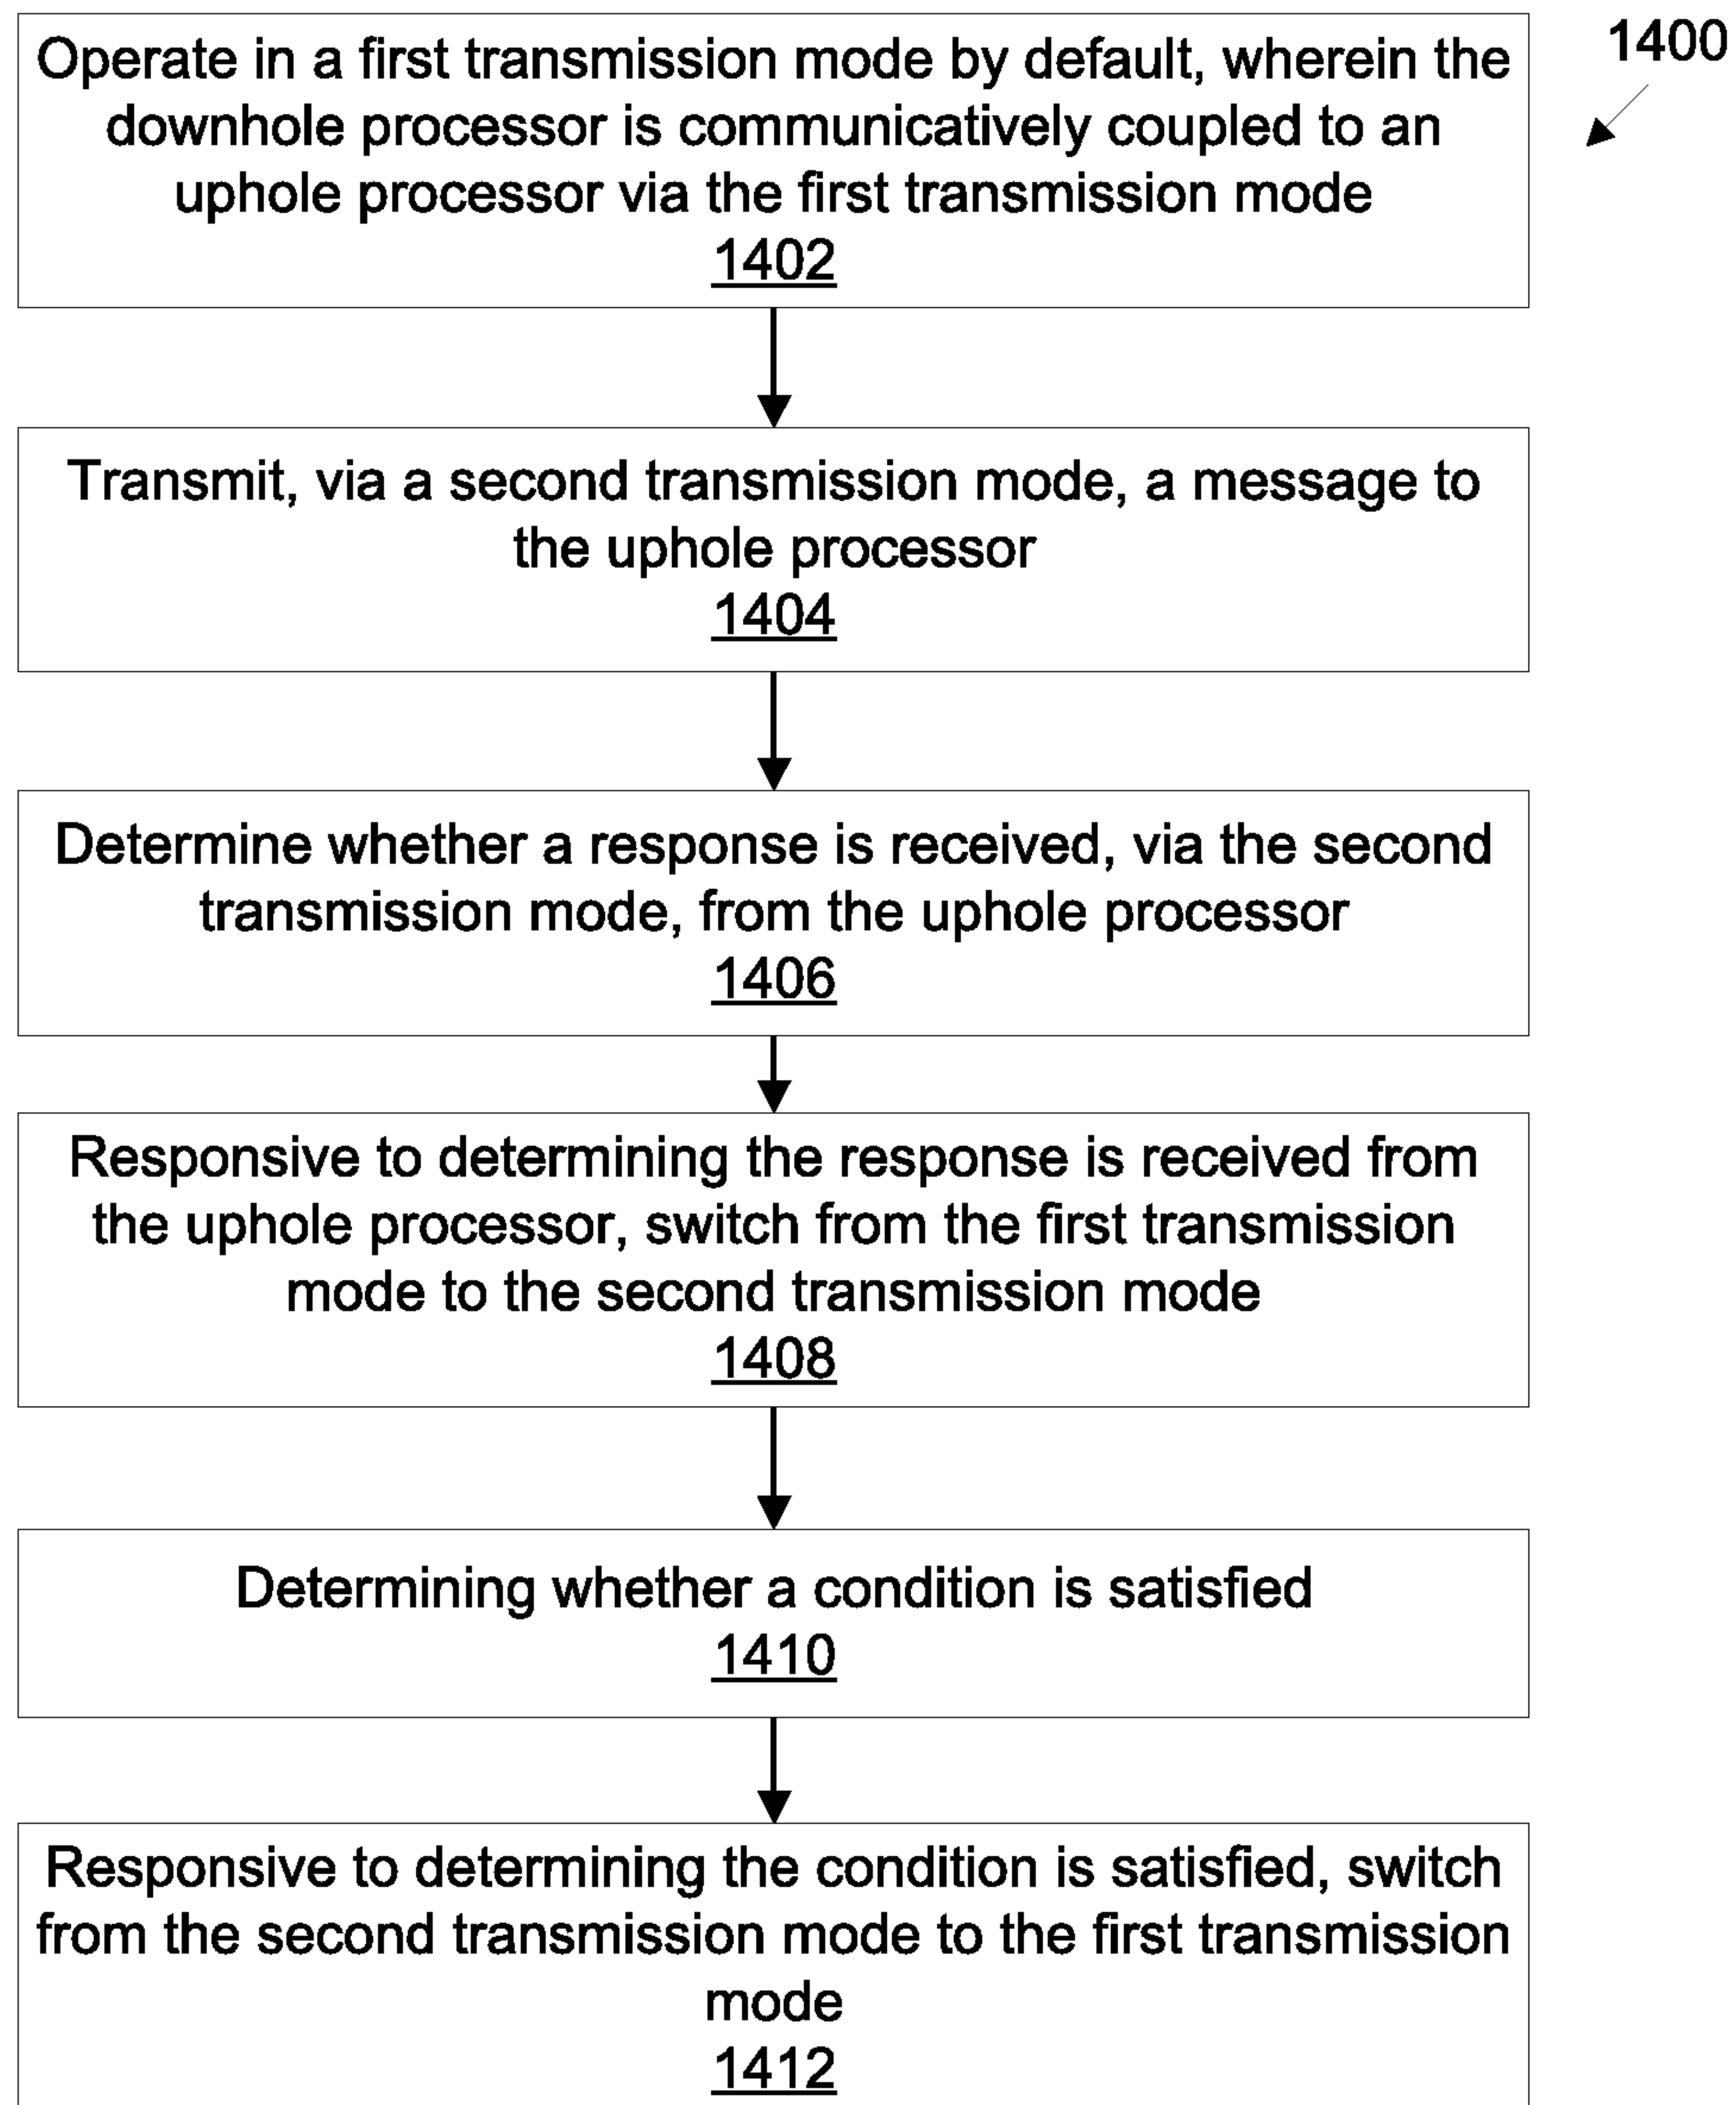 1400
Operate in a first transmission mode by default, wherein the
downhole processor is communicatively coupled to an
uphole processor via the first transmission mode
1402
Transmit, via a second transmission mode, a message to
the uphole processor
1404
Determine whether a response is received, via the second
transmission mode, from the uphole processor
1406
Responsive to determining the response is received from
the uphole processor, switch from the first transmission
mode to the second transmission mode
1408
Determining whether a condition is satisfied
1410
Responsive to determining the condition is satisfied, switch
from the second transmission mode to the first transmission
mode
1412